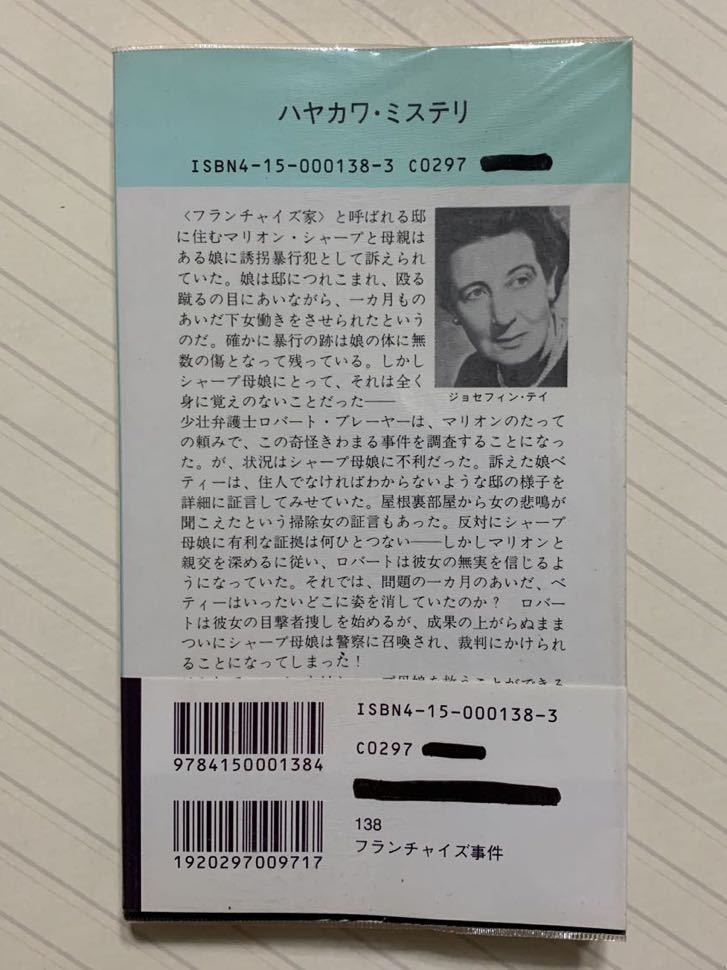 ハヤカワ・ミステリ
ISBN4-15-000138-3 C0297
〈フランチャイズ家〉と呼ばれる邸
に住むマリオン・シャープと母親は
ある娘に誘拐暴行犯として訴えられ
ていた。娘は邸につれこまれ、殴る
蹴るの目にあいながら、一カ月もの
あいだ下女働きをさせられたという
のだ。確かに暴行の跡は娘の体に無
数の傷となって残っている。しかし
シャープ母娘にとって、それは全く
身に覚えのないことだった──
ジョセフィン・テイ
少壮弁護士ロバート・ブレーヤーは、マリオンのたって
の頼みで、この奇怪きわまる事件を調査することになっ
た。が、状況はシャープ母娘に不利だった。訴えた娘ベ
ティーは、住人でなければわからないような邸の様子を
詳細に証言してみせていた。屋根裏部屋から女の悲鳴が
聞こえたという掃除女の証言もあった。反対にシャープ
母娘に有利な証拠は何ひとつない──しかしマリオンと
親交を深めるに従い、ロバートは彼女の無実を信じるよ
うになっていた。それでは、問題の一カ月のあいだ、ベ
ティーはいったいどこに姿を消していたのか？　ロバー
トは彼女の目撃者捜しを始めるが、成果の上がらぬまま
ついにシャープ母娘は警察に召喚され、裁判にかけられ
ることになってしまった！
母娘を救うことができる
ISBN4-15-000138-3
C0297
9784150001384
1920297009717
138
フランチャイズ事件